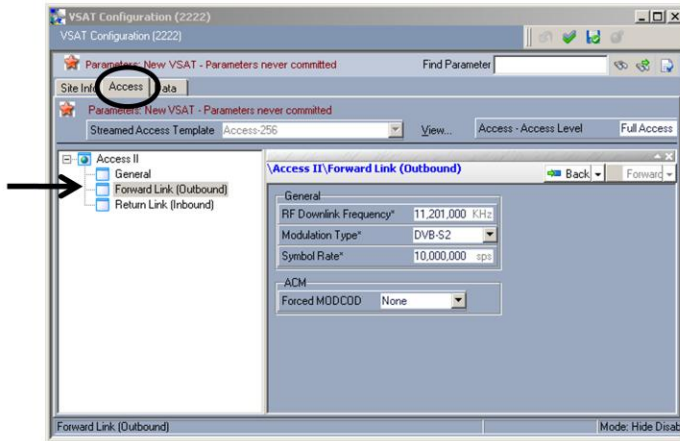 VSAT Configuration (2222)
VSAT Configuration (2222)
Parameters: New VSAT - Parameters never committed Find Parameter
Site Info Access Data
Parameters: New VSAT - Parameters never committed
Streamed Access Template Access-256 View... Access - Access Level Full Access
Access II
General
Forward Link (Outbound)
Return Link (Inbound)
\Access II\Forward Link (Outbound) Back Forward
General
RF Downlink Frequency* 11,201,000 KHz
Modulation Type* DVB-S2
Symbol Rate* 10,000,000 sps
ACM
Forced MODCOD None
Forward Link (Outbound) Mode: Hide Disab